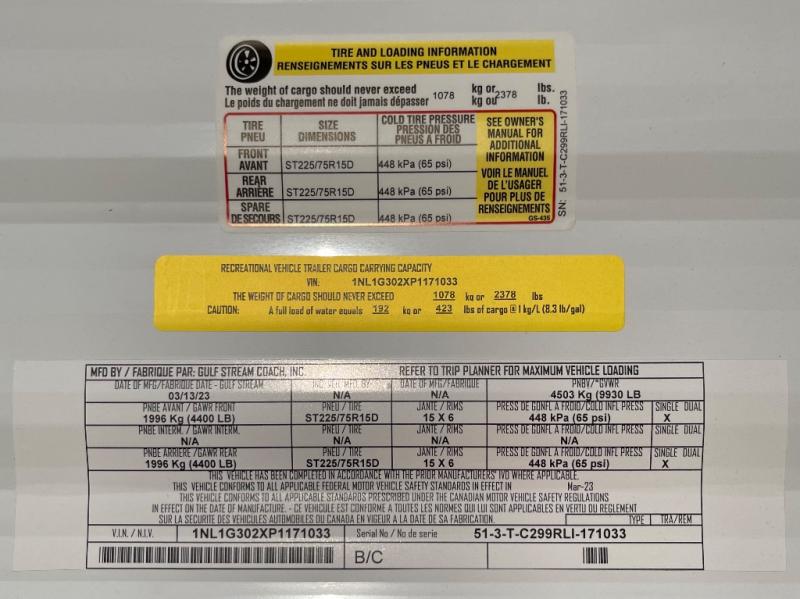 TIRE AND LOADING INFORMATION
RENSEIGNEMENTS SUR LES PNEUS ET LE CHARGEMENT
The weight of cargo should never exceed 1078 kg or 2378 lbs.
Le poids du chargement ne doit jamais dépasser kg ou lb.
TIRE PNEU SIZE DIMENSIONS COLD TIRE PRESSURE PRESSION DES PNEUS A FROID
FRONT AVANT ST225/75R15D 448 kPa (65 psi)
REAR ARRIÈRE ST225/75R15D 448 kPa (65 psi)
SPARE DE SECOURS ST225/75R15D 448 kPa (65 psi)
SEE OWNER'S
MANUAL FOR
ADDITIONAL
INFORMATION
VOIR LE MANUEL
DE L'USAGER
POUR PLUS DE
RENSEIGNEMENTS
GS-435
SN: 51-3-T-C299RLI-171033
RECREATIONAL VEHICLE TRAILER CARGO CARRYING CAPACITY
VIN: 1NL1G302XP1171033
THE WEIGHT OF CARGO SHOULD NEVER EXCEED 1078 kg or 2378 lbs
CAUTION: A full load of water equals 192 kg or 423 lbs of cargo @ 1 kg/L (8.3 lb/gal)
MFD BY / FABRIQUE PAR: GULF STREAM COACH, INC. REFER TO TRIP PLANNER FOR MAXIMUM VEHICLE LOADING
DATE OF MFG/FABRIQUE DATE - GULF STREAM INC. VEH. MFD. BY DATE OF MFG/FABRIQUE PNBV/*GVWR
03/13/23 N/A N/A 4503 Kg (9930 LB
PNBE AVANT / GAWR FRONT PNEU / TIRE JANTE / RIMS PRESS DE GONFL A FROID/COLD INFL PRESS SINGLE DUAL
1996 Kg (4400 LB) ST225/75R15D 15 X 6 448 kPa (65 psi) X
PNBE INTERM. / GAWR INTERM. PNEU / TIRE JANTE / RIMS PRESS DE GONFL A FROID/COLD INFL PRESS SINGLE DUAL
N/A N/A N/A N/A
PNBE ARRIERE / GAWR REAR PNEU / TIRE JANTE / RIMS PRESS DE GONFL A FROID/COLD INFL PRESS SINGLE DUAL
1996 Kg (4400 LB) ST225/75R15D 15 X 6 448 kPa (65 psi) X
THIS VEHICLE HAS BEEN COMPLETED IN ACCORDANCE WITH THE PRIOR MANUFACTURERS' IVD WHERE APPLICABLE.
THIS VEHICLE CONFORMS TO ALL APPLICABLE FEDERAL MOTOR VEHICLE SAFETY STANDARDS IN EFFECT IN Mar-23
THIS VEHICLE CONFORMS TO ALL APPLICABLE STANDARDS PRESCRIBED UNDER THE CANADIAN MOTOR VEHICLE SAFETY REGULATIONS
IN EFFECT ON THE DATE OF MANUFACTURE. - CE VEHICULE EST CONFORME A TOUTES LES NORMES QUI LUI SONT APPLICABLES EN VERTU DU REGLEMENT
SUR LA SECURITE DES VEHICULES AUTOMOBILES DU CANADA EN VIGEUR A LA DATE DE SA FABRICATION.
TYPE TRA/REM
V.I.N. / N.I.V. 1NL1G302XP1171033 Serial No / No de serie 51-3-T-C299RLI-171033
B/C